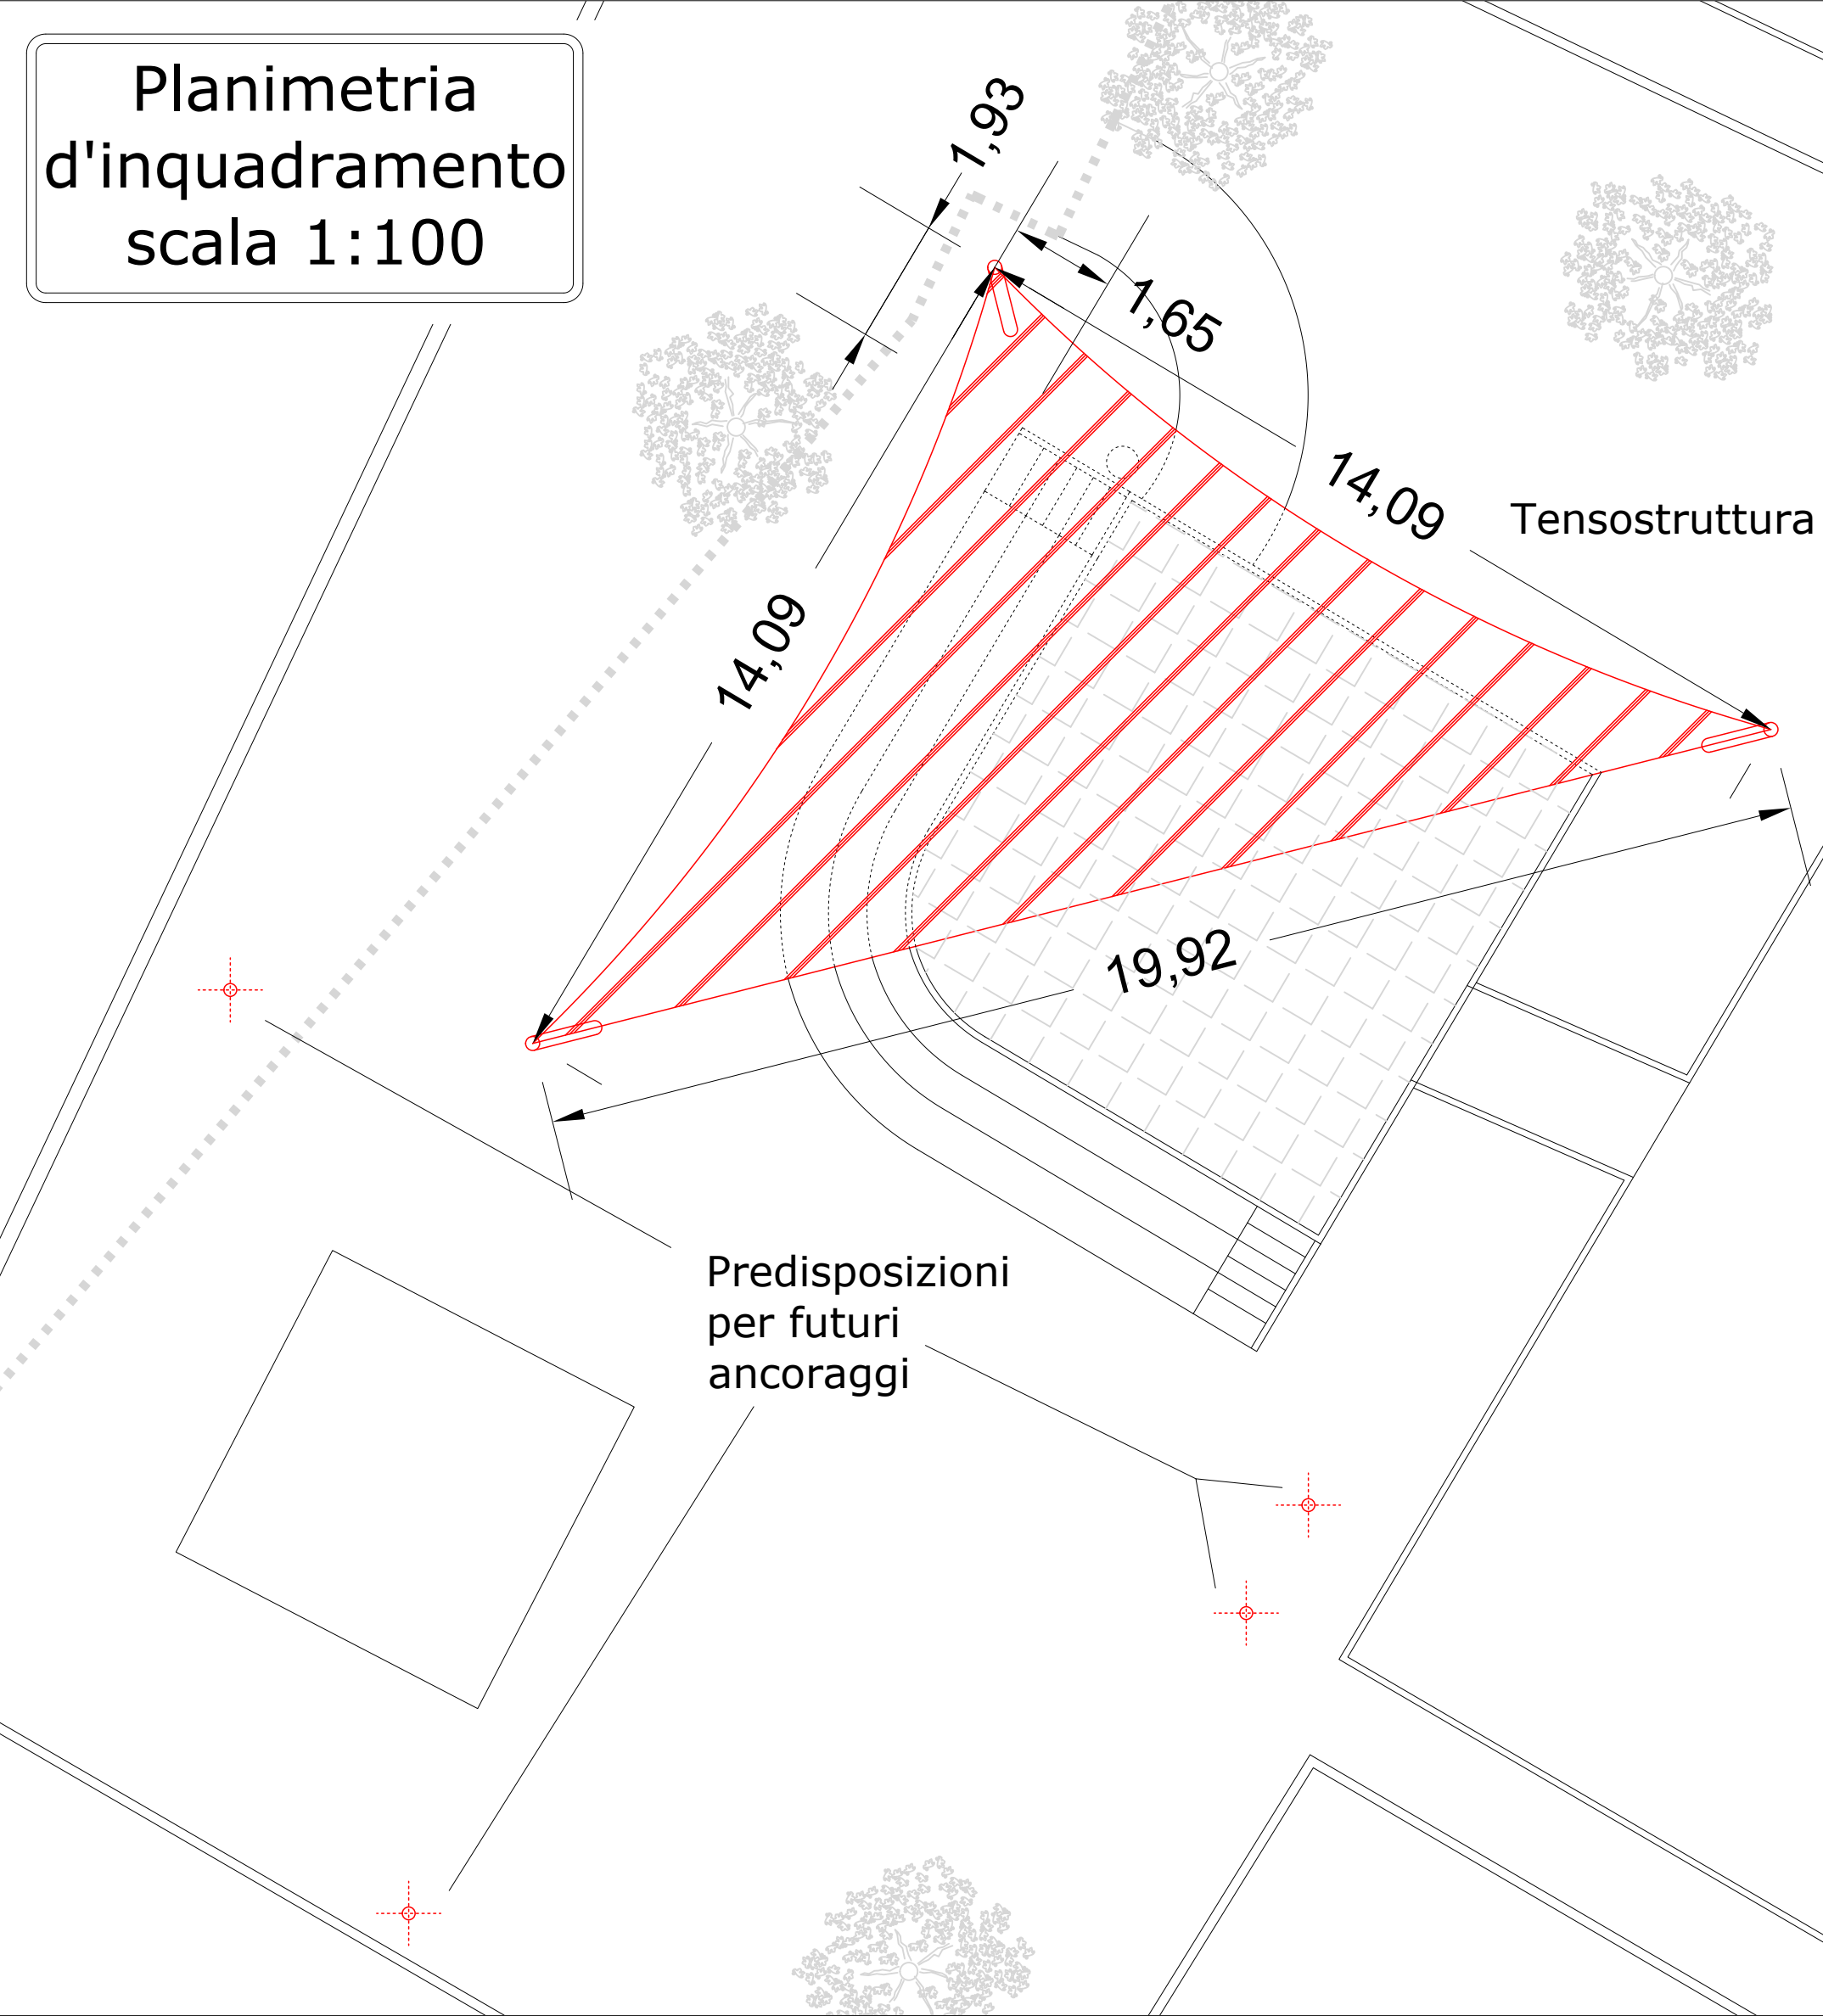 Planimetria
d'inquadramento
scala 1:100
1,93
1,65
14,09
Tensostruttura
14,09
19,92
Predisposizioni
per futuri
ancoraggi